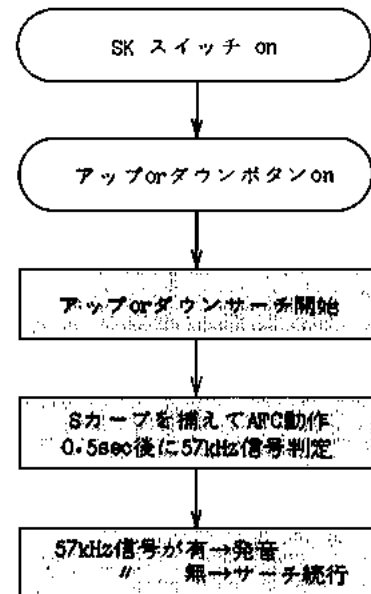 SK スイッチ on
アップorダウンボタンon
アップorダウンサーチ開始
Sカーブを捕えてAFC動作
0.5sec後に57kHz信号判定
57kHz信号が有→発音
〃 無→サーチ続行